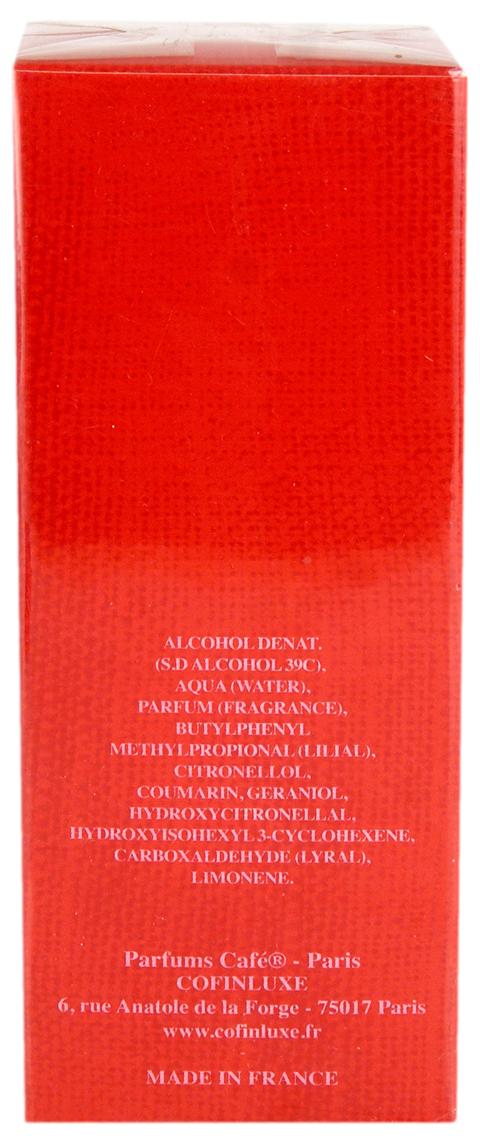 ALCOHOL DENAT.
(S.D ALCOHOL 39C),
AQUA (WATER),
PARFUM (FRAGRANCE),
BUTYLPHENYL
METHYLPROPIONAL (LILIAL),
CITRONELLOL,
COUMARIN, GERANIOL,
HYDROXYCITRONELLAL,
HYDROXYISOHEXYL 3-CYCLOHEXENE,
CARBOXALDEHYDE (LYRAL),
LIMONENE.
Parfums Café® - Paris
COFINLUXE
6, rue Anatole de la Forge - 75017 Paris
www.cofinluxe.fr
MADE IN FRANCE